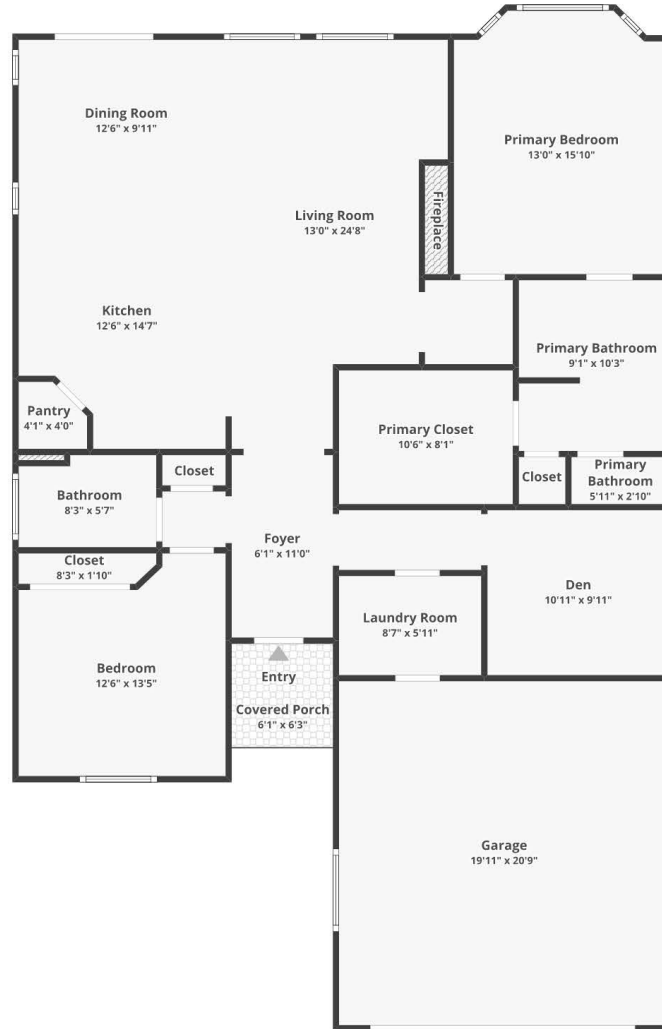 Dining Room
12'6" x 9'11"
Primary Bedroom
13'0" x 15'10"
Living Room
13'0" x 24'8"
Fireplace
Kitchen
12'6" x 14'7"
Primary Bathroom
9'1" x 10'3"
Pantry
4'1" x 4'0"
Primary Closet
10'6" x 8'1"
Closet
Closet
Primary
Bathroom
5'11" x 2'10"
Bathroom
8'3" x 5'7"
Foyer
6'1" x 11'0"
Closet
8'3" x 1'10"
Den
10'11" x 9'11"
Laundry Room
8'7" x 5'11"
Bedroom
12'6" x 13'5"
Entry
Covered Porch
6'1" x 6'3"
Garage
19'11" x 20'9"